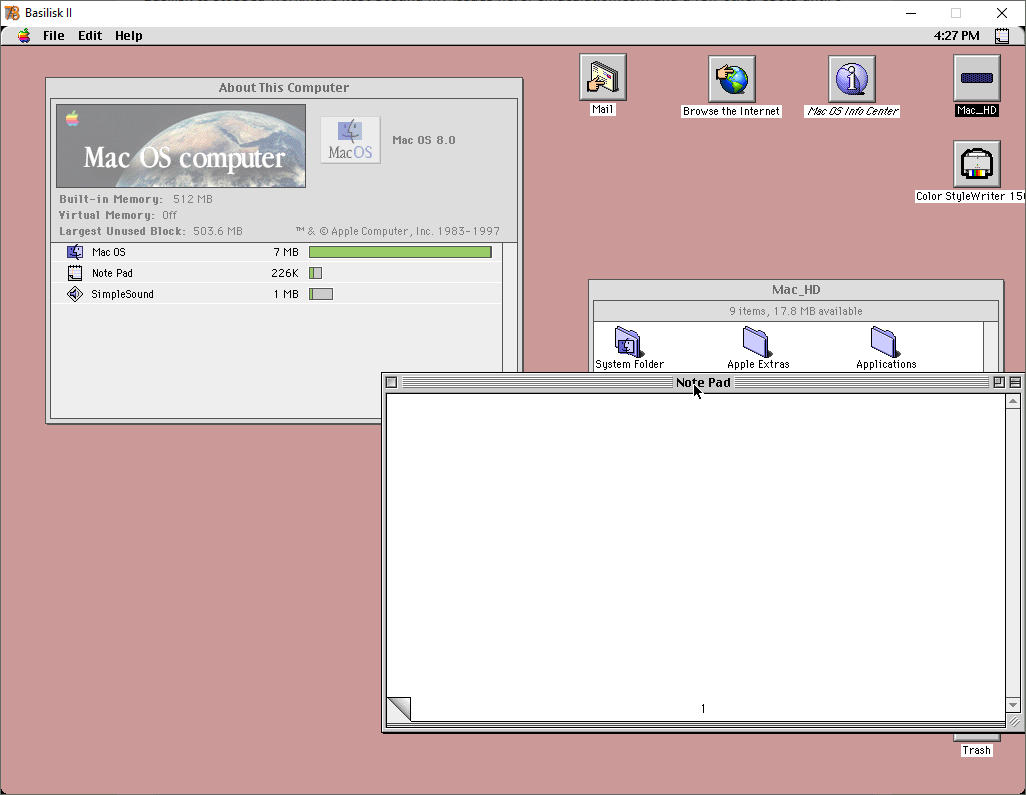 Basilisk II
File Edit Help
4:27 PM
About This Computer
Mac OS computer
MacOS
Mac OS 8.0
Built-in Memory: 512 MB
Virtual Memory: Off
Largest Unused Block: 503.6 MB
™ & © Apple Computer, Inc. 1983-1997
Mac OS 7 MB
Note Pad 226K
SimpleSound 1 MB
Mail
Browse the Internet
Mac OS Info Center
Mac_HD
Color StyleWriter 150
Mac_HD
9 items, 17.8 MB available
System Folder
Apple Extras
Applications
Note Pad
1
Trash